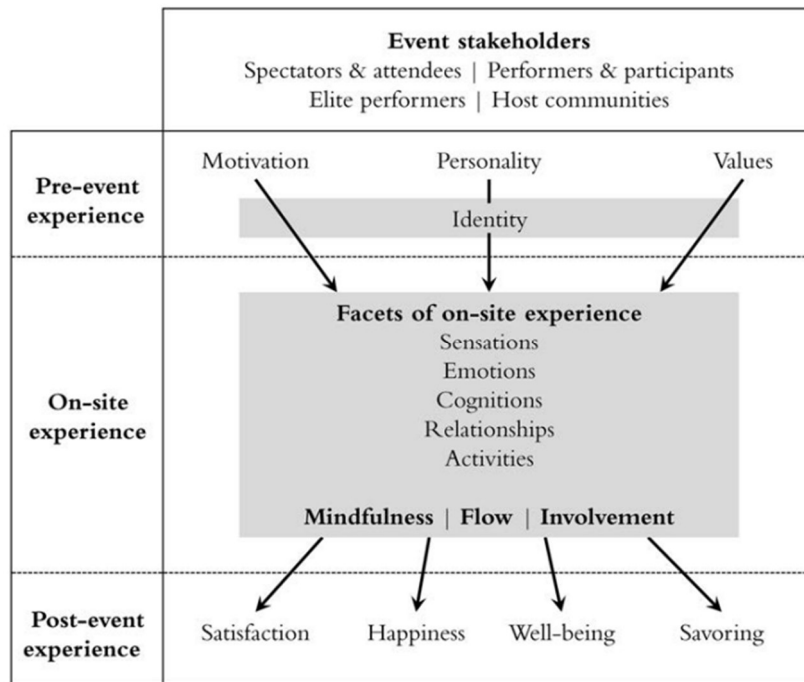 Event stakeholders
Spectators & attendees | Performers & participants
Elite performers | Host communities
Pre-event
experience
Motivation
Personality
Values
Identity
On-site
experience
Facets of on-site experience
Sensations
Emotions
Cognitions
Relationships
Activities
Mindfulness | Flow | Involvement
Post-event
experience
Satisfaction
Happiness
Well-being
Savoring